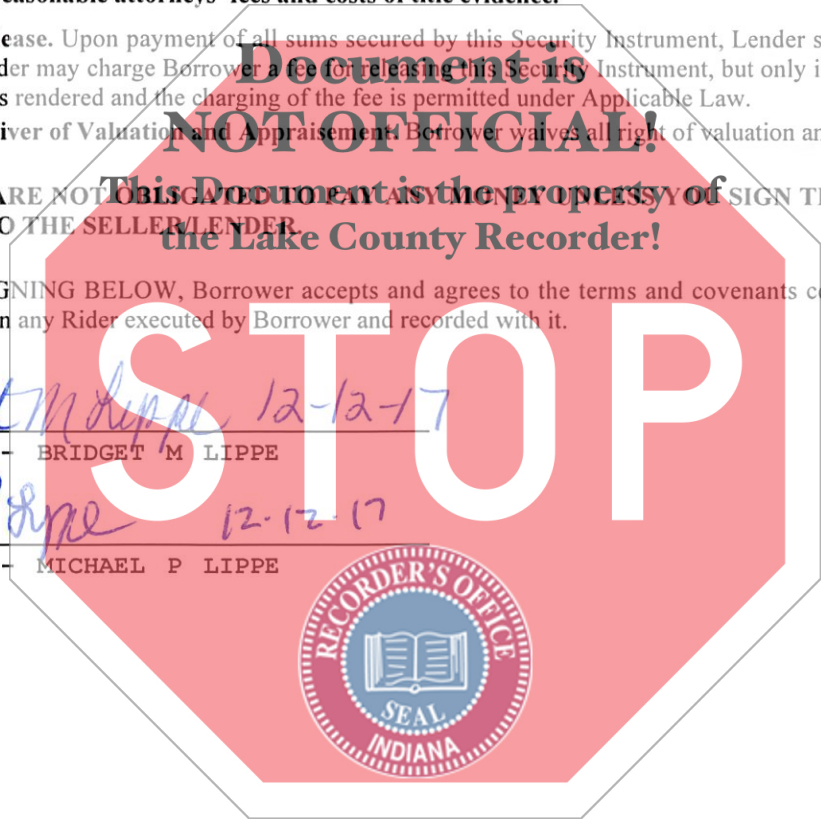 easonable attorneys' fees and costs of title evidence.
ease. Upon payment of all sums secured by this Security Instrument, Lender s
Document is
der may charge Borrower a fee for releasing this Security Instrument, but only i
s rendered and the charging of the fee is permitted under Applicable Law.
NOT OFFICIAL!
iver of Valuation and Appraisement. Borrower waives all right of valuation an
This Document is the property of
ARE NOT OBLIGATED TO PAY ANY MONEY UNLESS YOU SIGN TH
O THE SELLER/LENDER.
the Lake County Recorder!
GNING BELOW, Borrower accepts and agrees to the terms and covenants co
n any Rider executed by Borrower and recorded with it.
STOP
M Lippe 12-12-17
- BRIDGET M LIPPE
Lippe 12-12-17
- MICHAEL P LIPPE
RECORDER'S OFFICE
SEAL
INDIANA